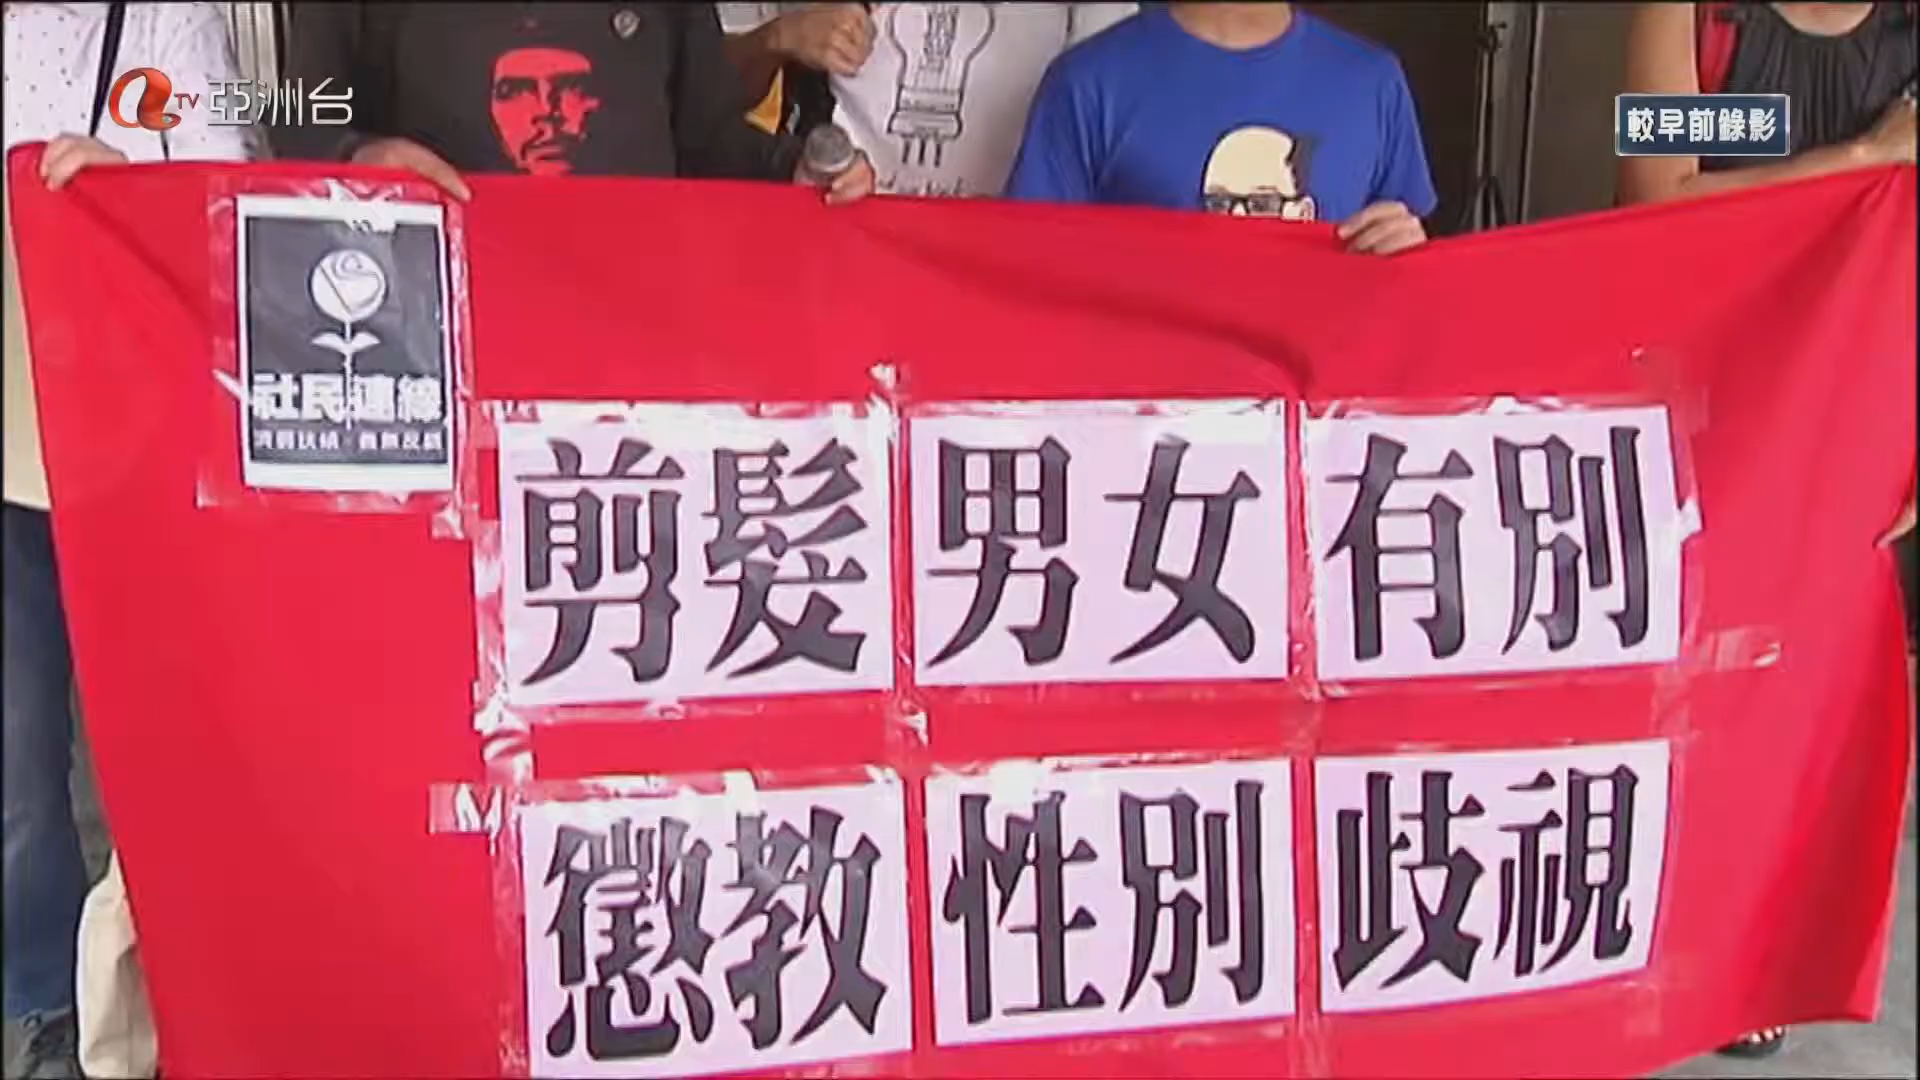 TV 亞洲台
較早前錄影
社民連線
剪髮男女有別
懲教性別歧視